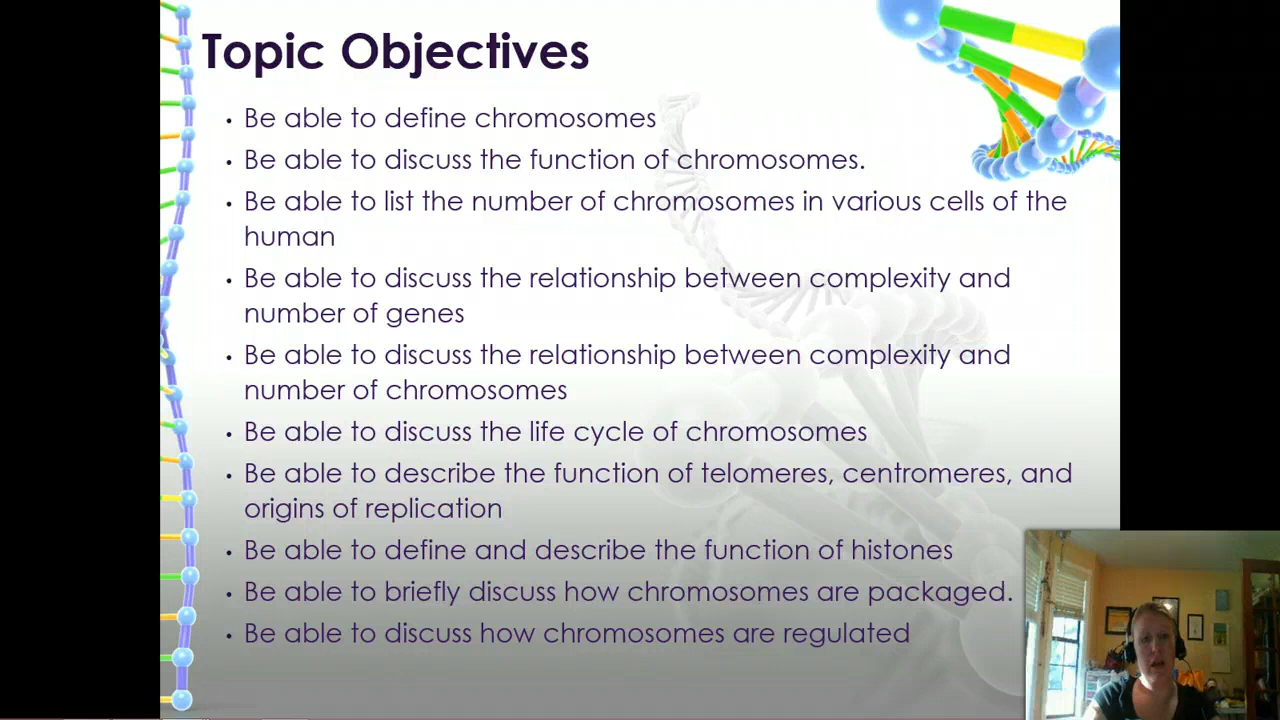 Topic Objectives
• Be able to define chromosomes
• Be able to discuss the function of chromosomes.
• Be able to list the number of chromosomes in various cells of the
human
• Be able to discuss the relationship between complexity and
number of genes
• Be able to discuss the relationship between complexity and
number of chromosomes
• Be able to discuss the life cycle of chromosomes
• Be able to describe the function of telomeres, centromeres, and
origins of replication
• Be able to define and describe the function of histones
• Be able to briefly discuss how chromosomes are packaged.
• Be able to discuss how chromosomes are regulated